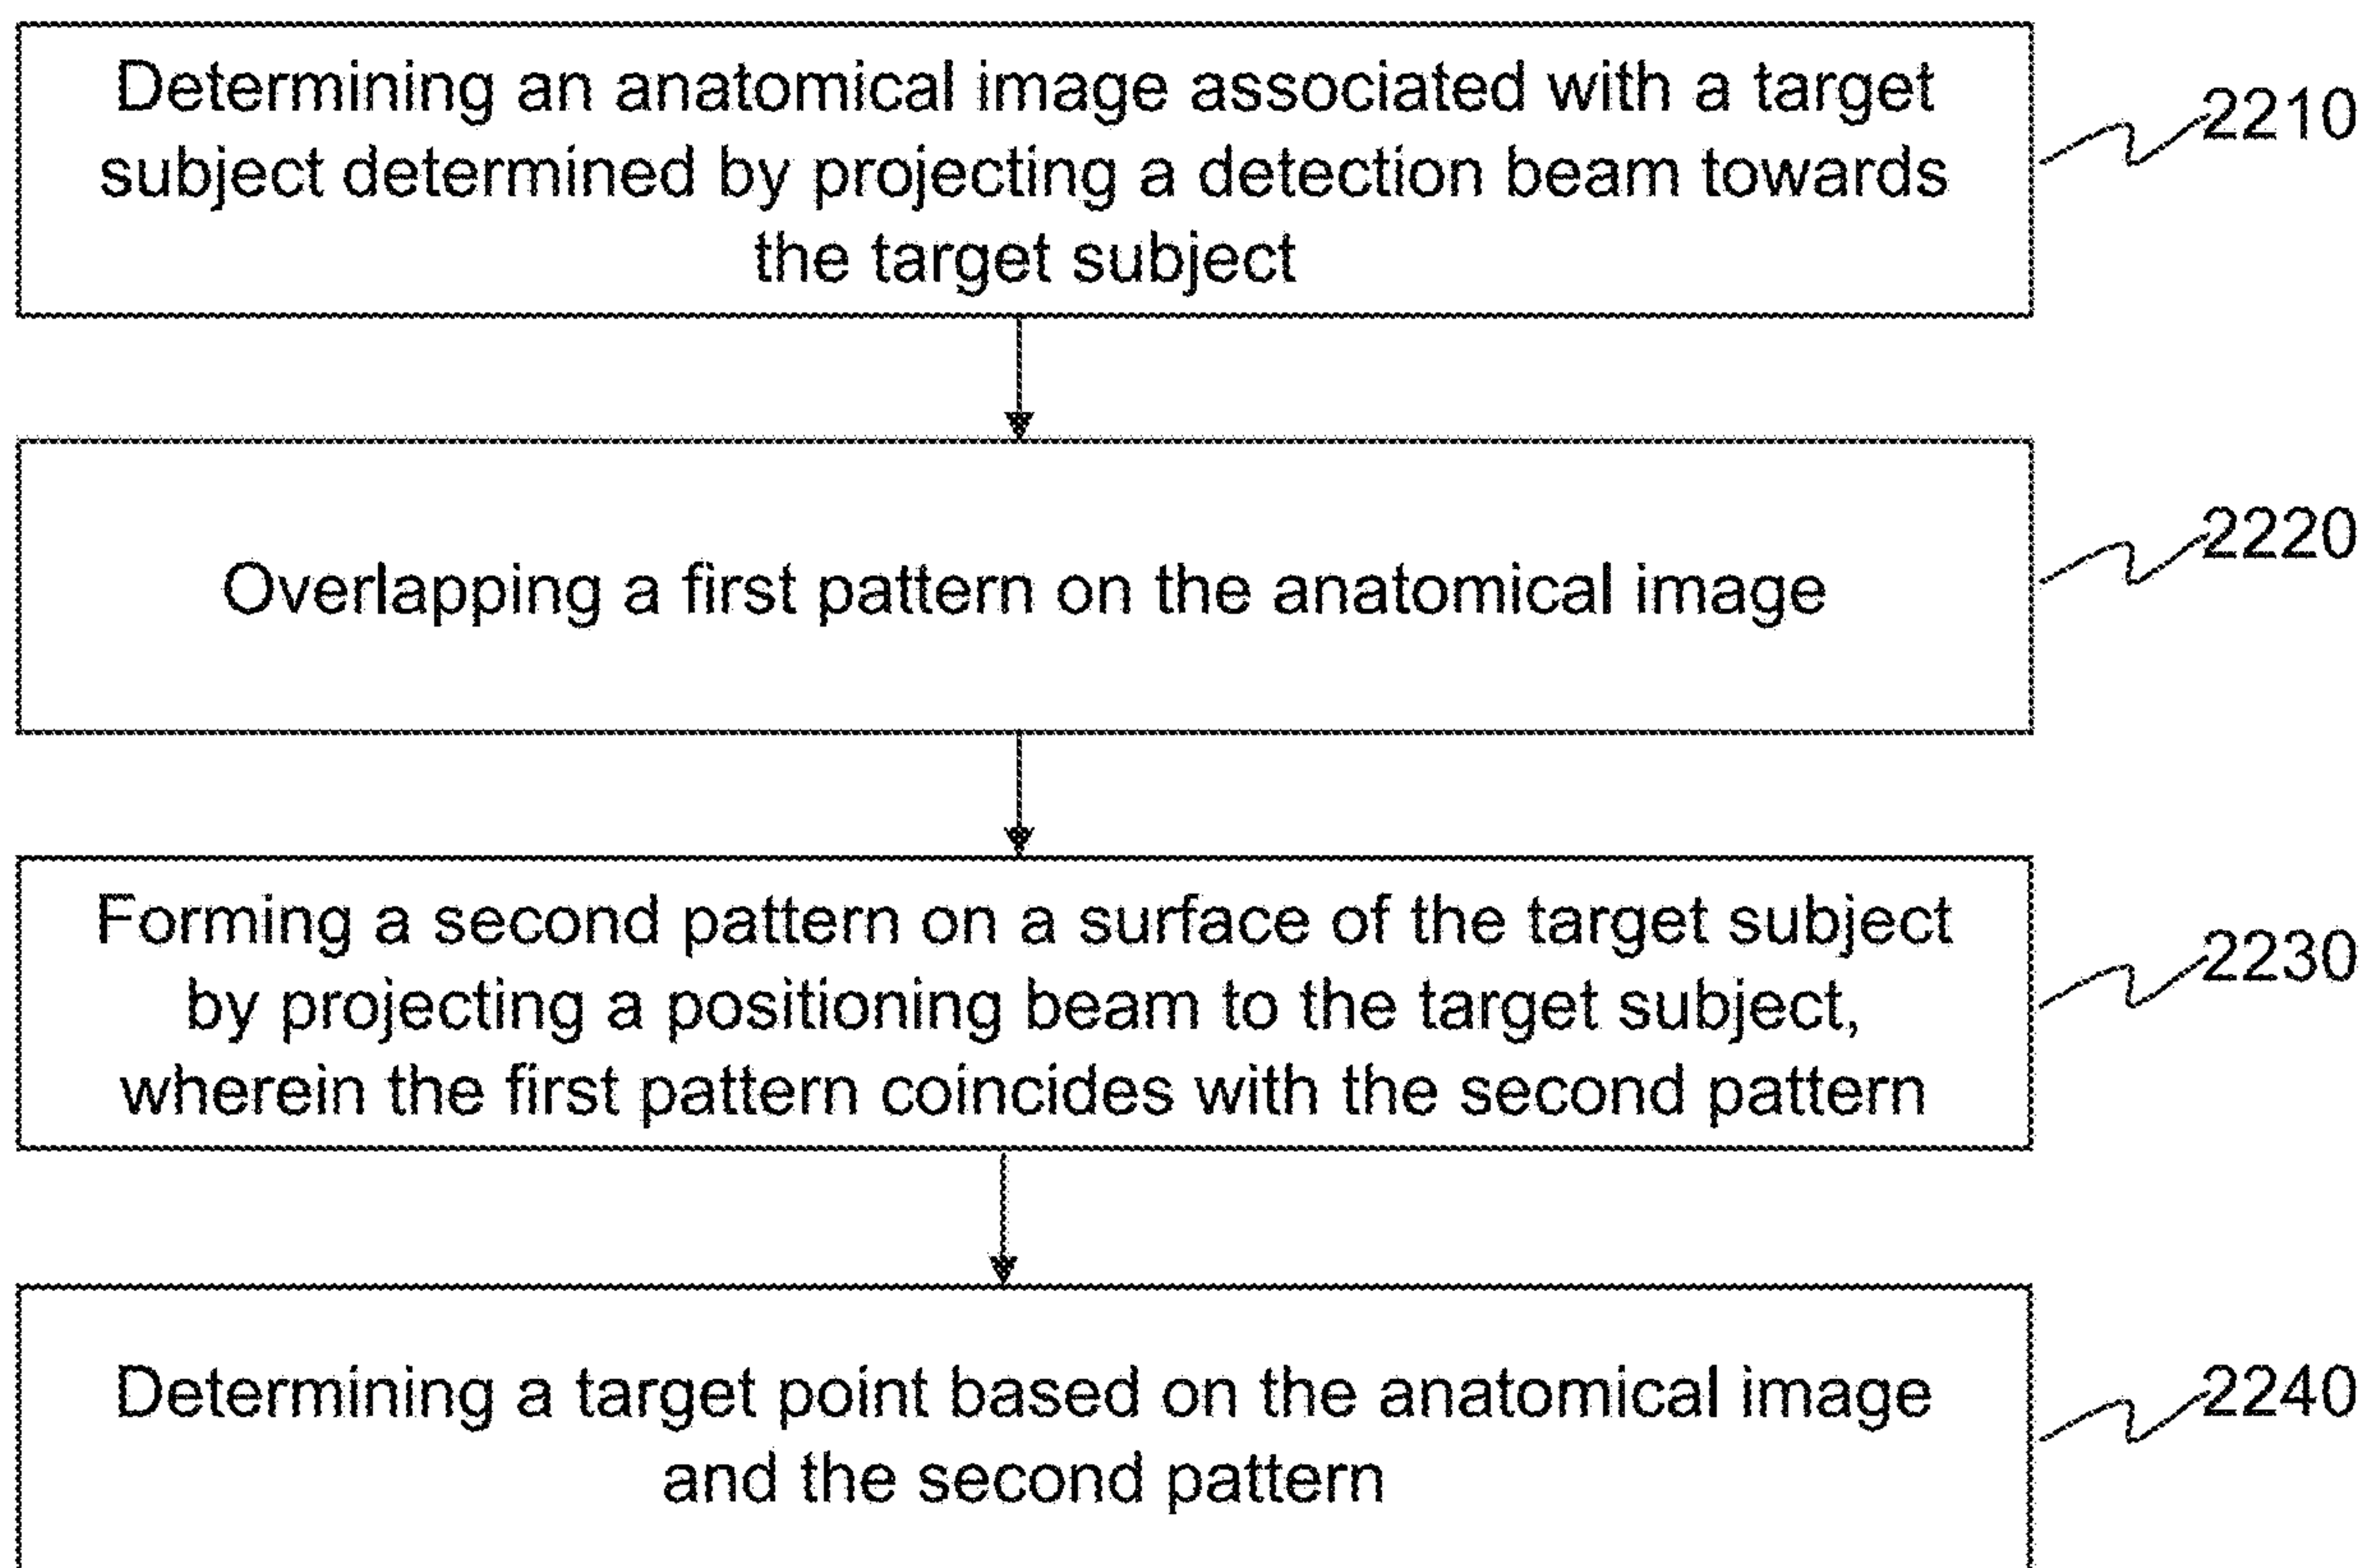 Determining an anatomical image associated with a target
subject determined by projecting a detection beam towards
the target subject
2210
Overlapping a first pattern on the anatomical image
2220
Forming a second pattern on a surface of the target subject
by projecting a positioning beam to the target subject,
wherein the first pattern coincides with the second pattern
2230
Determining a target point based on the anatomical image
and the second pattern
2240